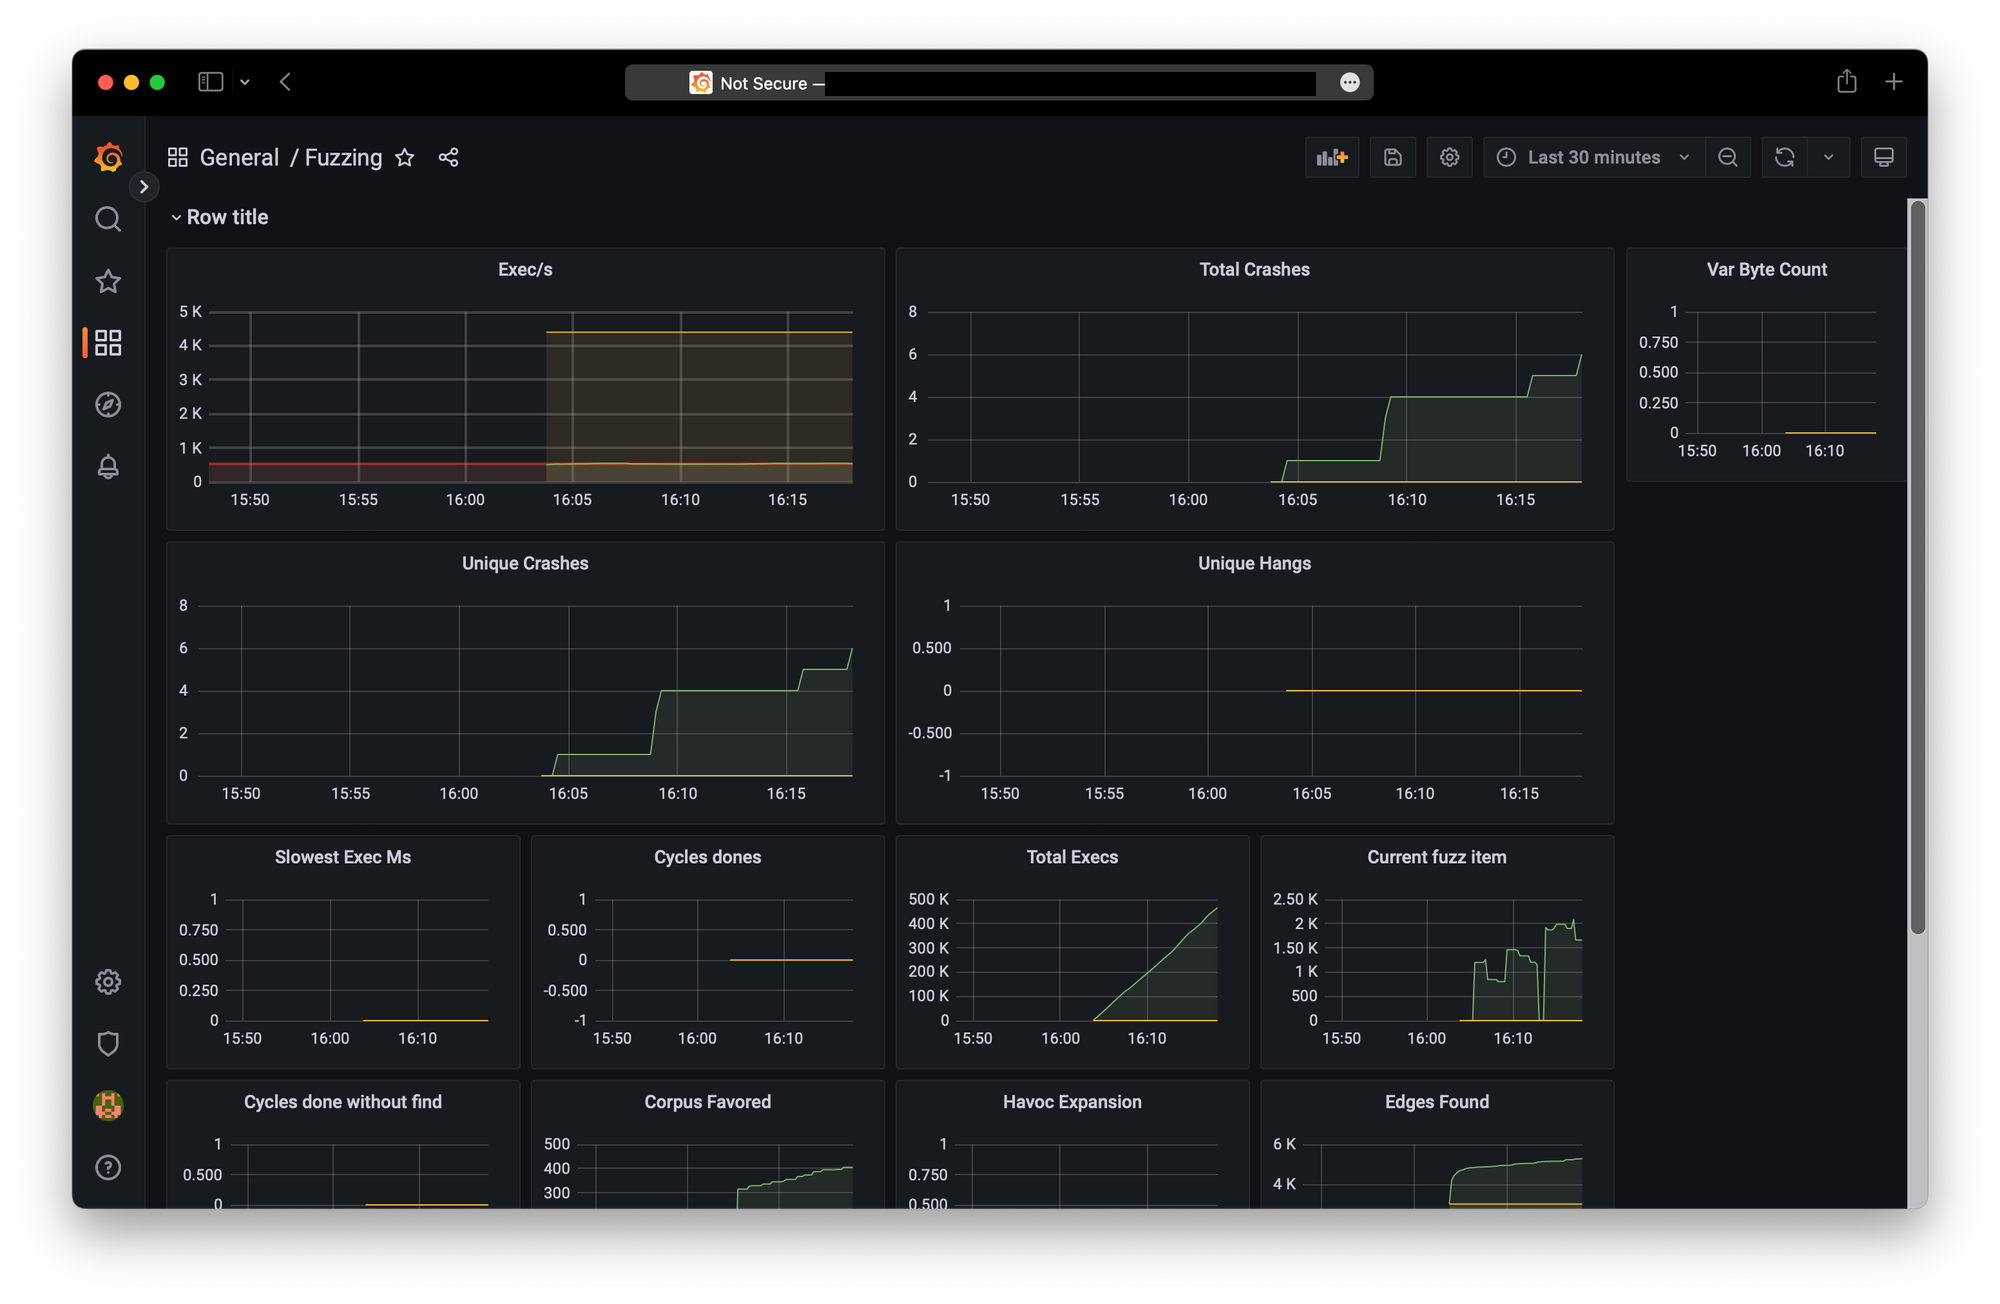 Not Secure —
General / Fuzzing
Last 30 minutes
Row title
Exec/s
5 K
4 K
3 K
2 K
1 K
0
15:50 15:55 16:00 16:05 16:10 16:15
Total Crashes
8
6
4
2
0
15:50 15:55 16:00 16:05 16:10 16:15
Var Byte Count
1
0.750
0.500
0.250
0
15:50 16:00 16:10
Unique Crashes
8
6
4
2
0
15:50 15:55 16:00 16:05 16:10 16:15
Unique Hangs
1
0.500
0
-0.500
-1
15:50 15:55 16:00 16:05 16:10 16:15
Slowest Exec Ms
1
0.750
0.500
0.250
0
15:50 16:00 16:10
Cycles dones
1
0.500
0
-0.500
-1
15:50 16:00 16:10
Total Execs
500 K
400 K
300 K
200 K
100 K
0
15:50 16:00 16:10
Current fuzz item
2.50 K
2 K
1.50 K
1 K
500
0
15:50 16:00 16:10
Cycles done without find
1
0.500
0
Corpus Favored
500
400
300
Havoc Expansion
1
0.750
0.500
Edges Found
6 K
4 K